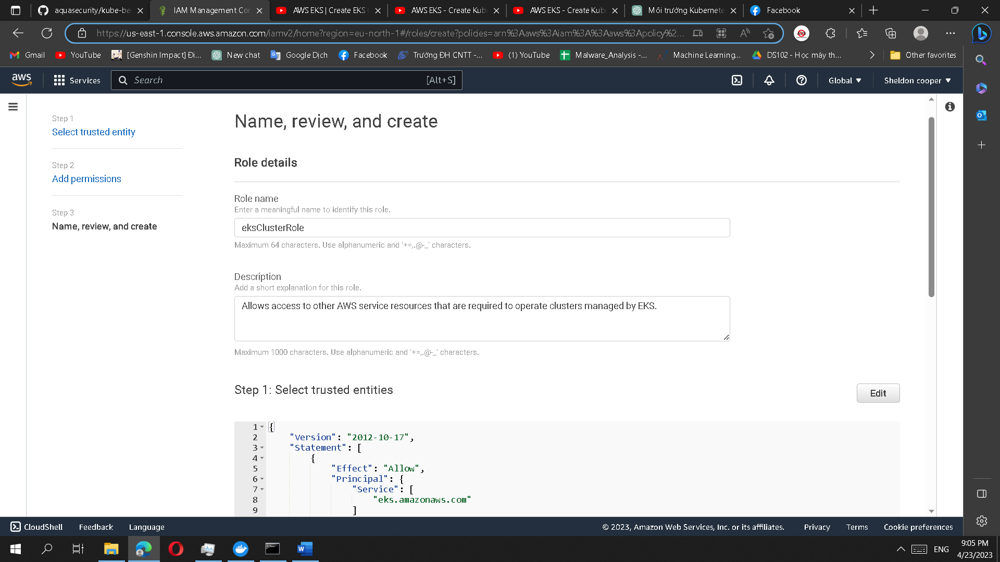 aquasecurity/kube-be
IAM Management Co
AWS EKS | Create EKS
AWS EKS - Create Kub
AWS EKS - Create Kub
Môi trường Kubernete
Facebook
https://us-east-1.console.aws.amazon.com/iamv2/home?region=eu-north-1#/roles/create?policies=arn%3Aaws%3Aiam%3A%3Aaws%3Apolicy%2...
Gmail
YouTube
[Genshin Impact] Đi...
New chat
Google Dịch
Facebook
Trường ĐH CNTT -...
(1) YouTube
Malware_Analysis -...
Machine Learning...
DS102 - Học máy th...
Other favorites
aws
Services
Search
[Alt+S]
Global
Sheldon cooper
Step 1
Select trusted entity
Step 2
Add permissions
Step 3
Name, review, and create
Name, review, and create
Role details
Role name
Enter a meaningful name to identify this role.
eksClusterRole
Maximum 64 characters. Use alphanumeric and '+=,.@-_' characters.
Description
Add a short explanation for this role.
Allows access to other AWS service resources that are required to operate clusters managed by EKS.
Maximum 1000 characters. Use alphanumeric and '+=,.@-_' characters.
Step 1: Select trusted entities
Edit
1 {
2 "Version": "2012-10-17",
3 "Statement": [
4 {
5 "Effect": "Allow",
6 "Principal": {
7 "Service": [
8 "eks.amazonaws.com"
9 ]
CloudShell
Feedback
Language
© 2023, Amazon Web Services, Inc. or its affiliates.
Privacy
Terms
Cookie preferences
ENG
9:05 PM
4/23/2023